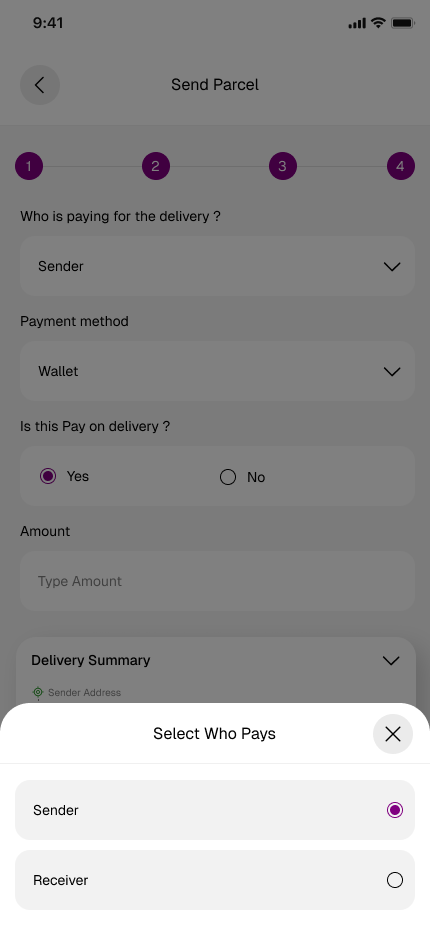 9:41
Send Parcel
1 2 3 4
Who is paying for the delivery ?
Sender
Payment method
Wallet
Is this Pay on delivery ?
Yes No
Amount
Type Amount
Delivery Summary
Sender Address
Select Who Pays
Sender
Receiver